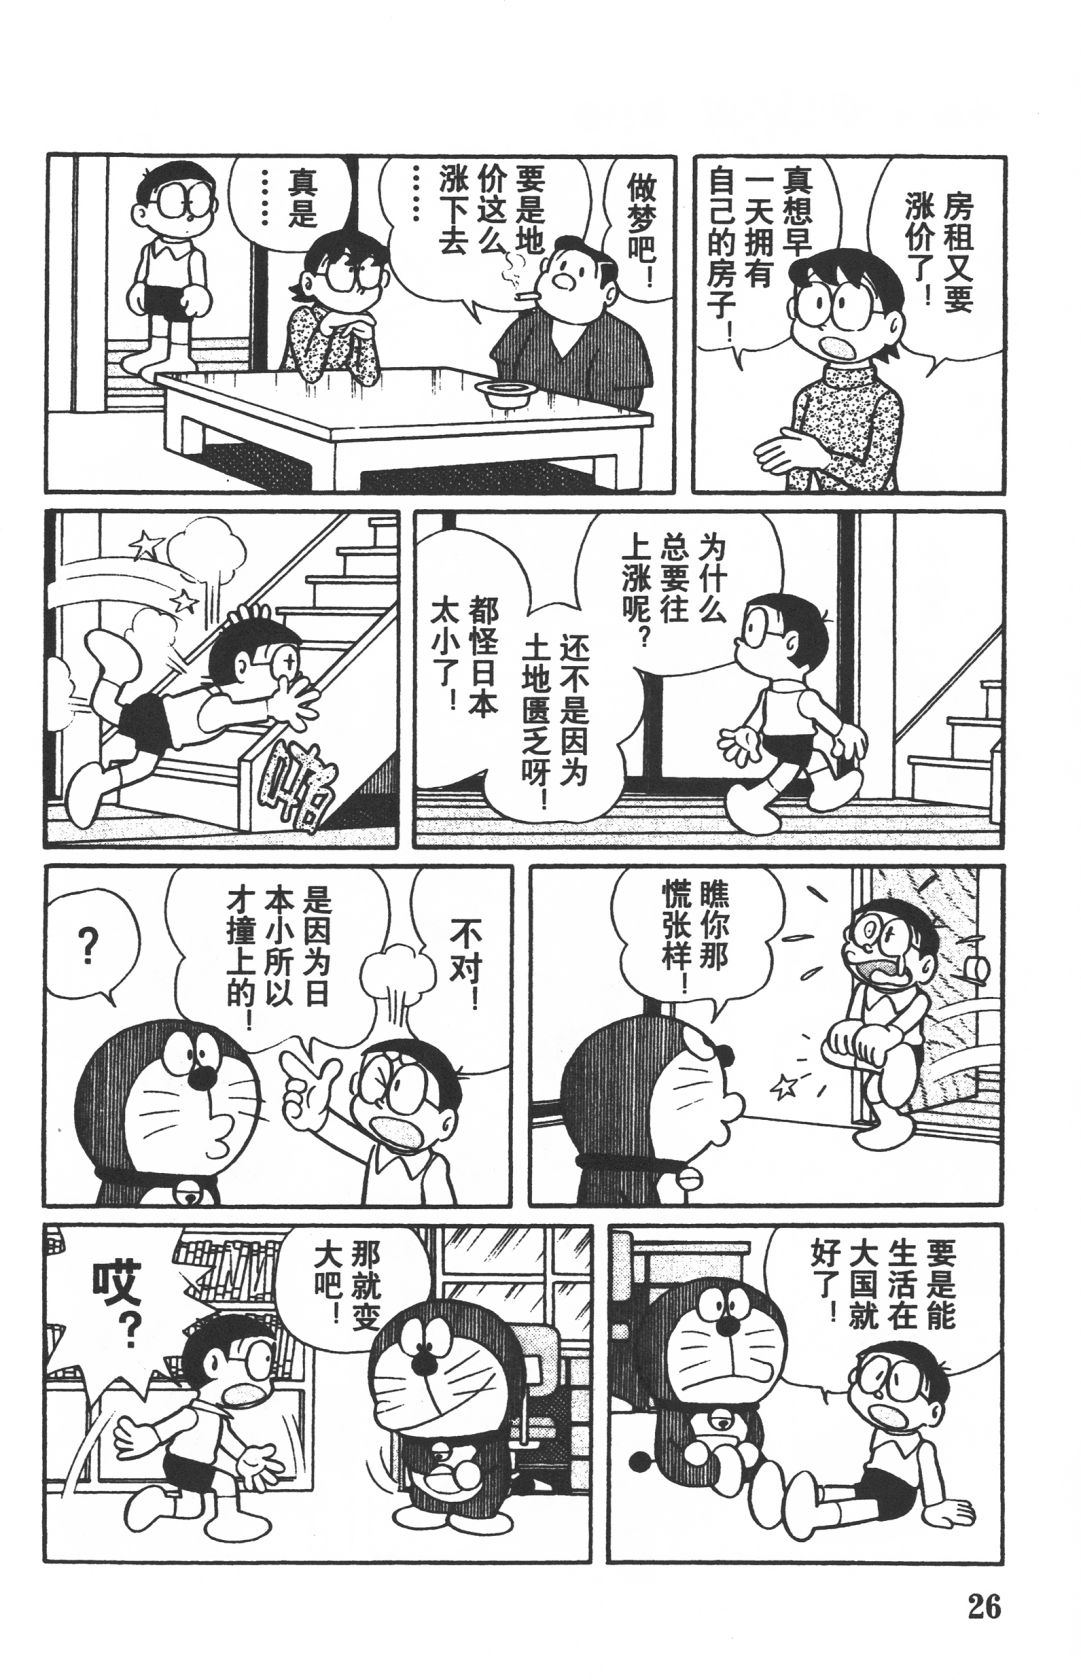 房租又要
涨价了！
真想早
一天拥有
自己的房子！
做梦吧！
要是地
价这么
涨下去
……
真是
……
为什么
总要往
上涨呢？
还不是因为
土地匮乏呀！
都怪日本
太小了！
咭
瞧你那
慌张样！
不对！
是因为日
本小所以
才撞上的！
？
要是能
生活在
大国就
好了！
那就变
大吧！
哎？
26